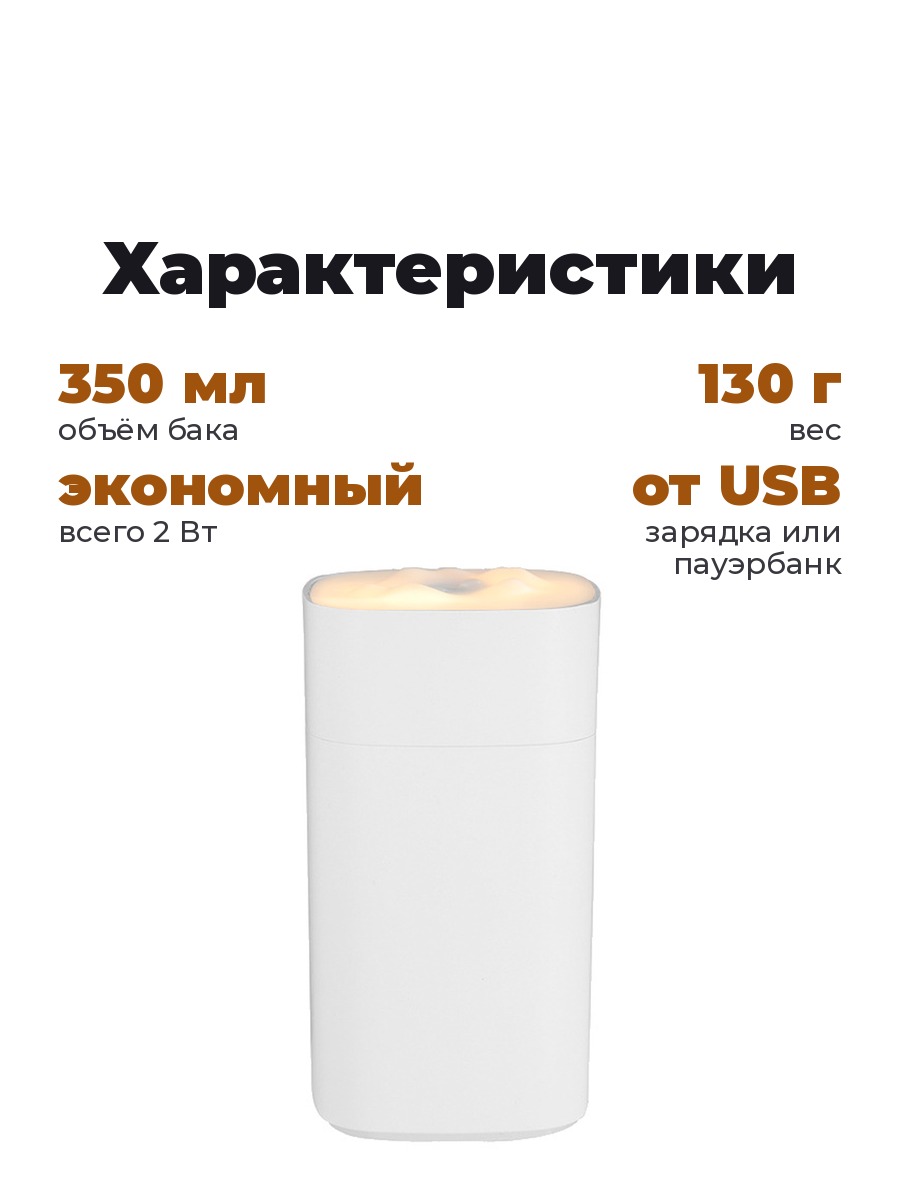 Характеристики
350 мл
объём бака
экономный
всего 2 Вт
130 г
вес
от USB
зарядка или
пауэрбанк